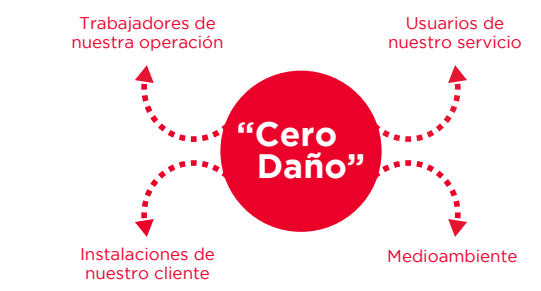 Trabajadores de
nuestra operación
Usuarios de
nuestro servicio
“Cero
Daño”
Instalaciones de
nuestro cliente
Medioambiente